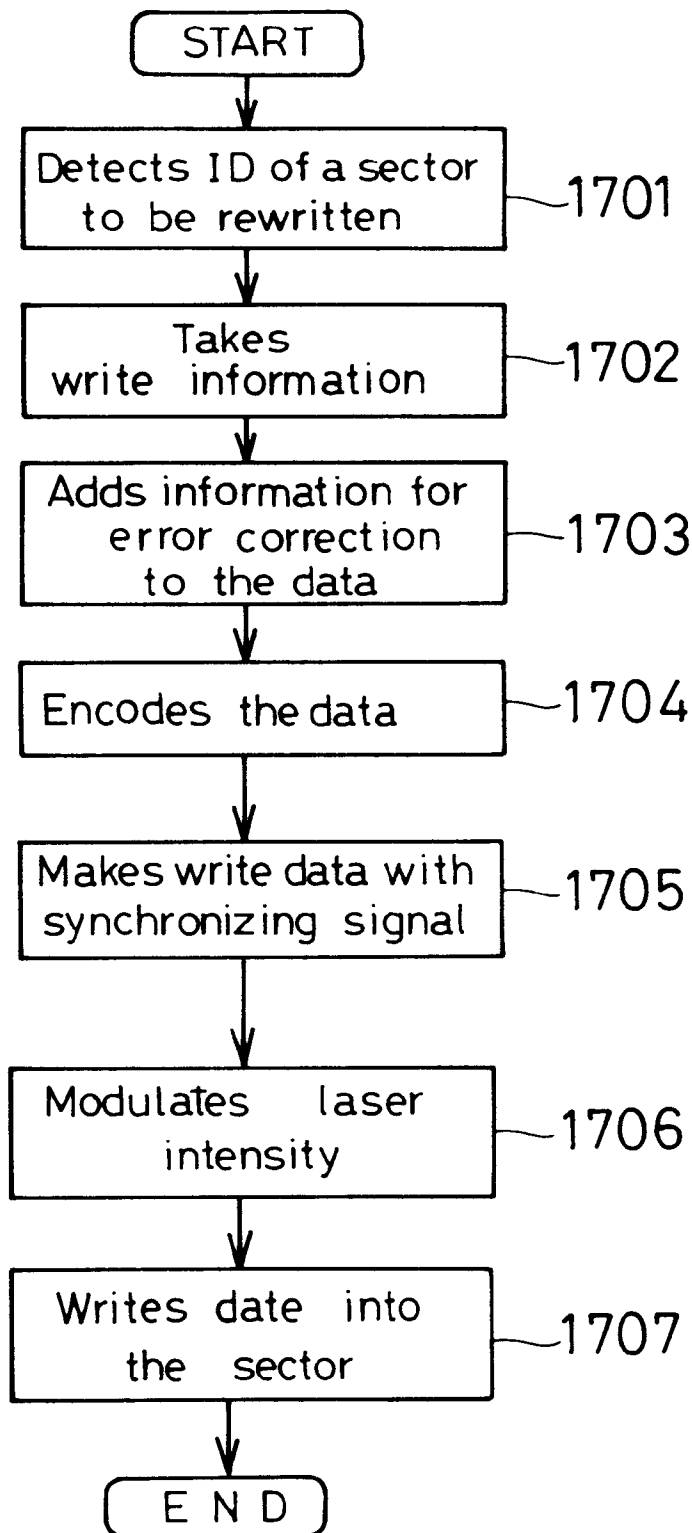 START
Detects ID of a sector
to be rewritten
1701
Takes
write information
1702
Adds information for
error correction
to the data
1703
Encodes the data
1704
Makes write data with
synchronizing signal
1705
Modulates laser
intensity
1706
Writes date into
the sector
1707
END